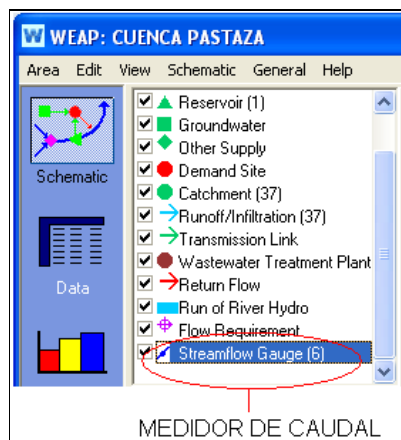 W WEAP: CUENCA PASTAZA
Area Edit View Schematic General Help
Schematic
Data
Reservoir (1)
Groundwater
Other Supply
Demand Site
Catchment (37)
Runoff/Infiltration (37)
Transmission Link
Wastewater Treatment Plant
Return Flow
Run of River Hydro
Flow Requirement
Streamflow Gauge (6)
MEDIDOR DE CAUDAL